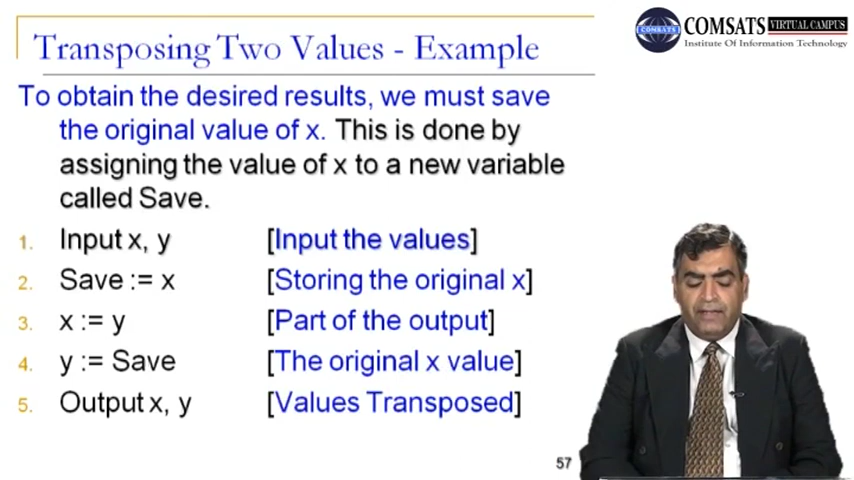 COMSATS VIRTUAL CAMPUS
COMSATS Institute Of Information Technology
Transposing Two Values - Example
To obtain the desired results, we must save
the original value of x. This is done by
assigning the value of x to a new variable
called Save.
1. Input x, y [Input the values]
2. Save := x [Storing the original x]
3. x := y [Part of the output]
4. y := Save [The original x value]
5. Output x, y [Values Transposed]
57